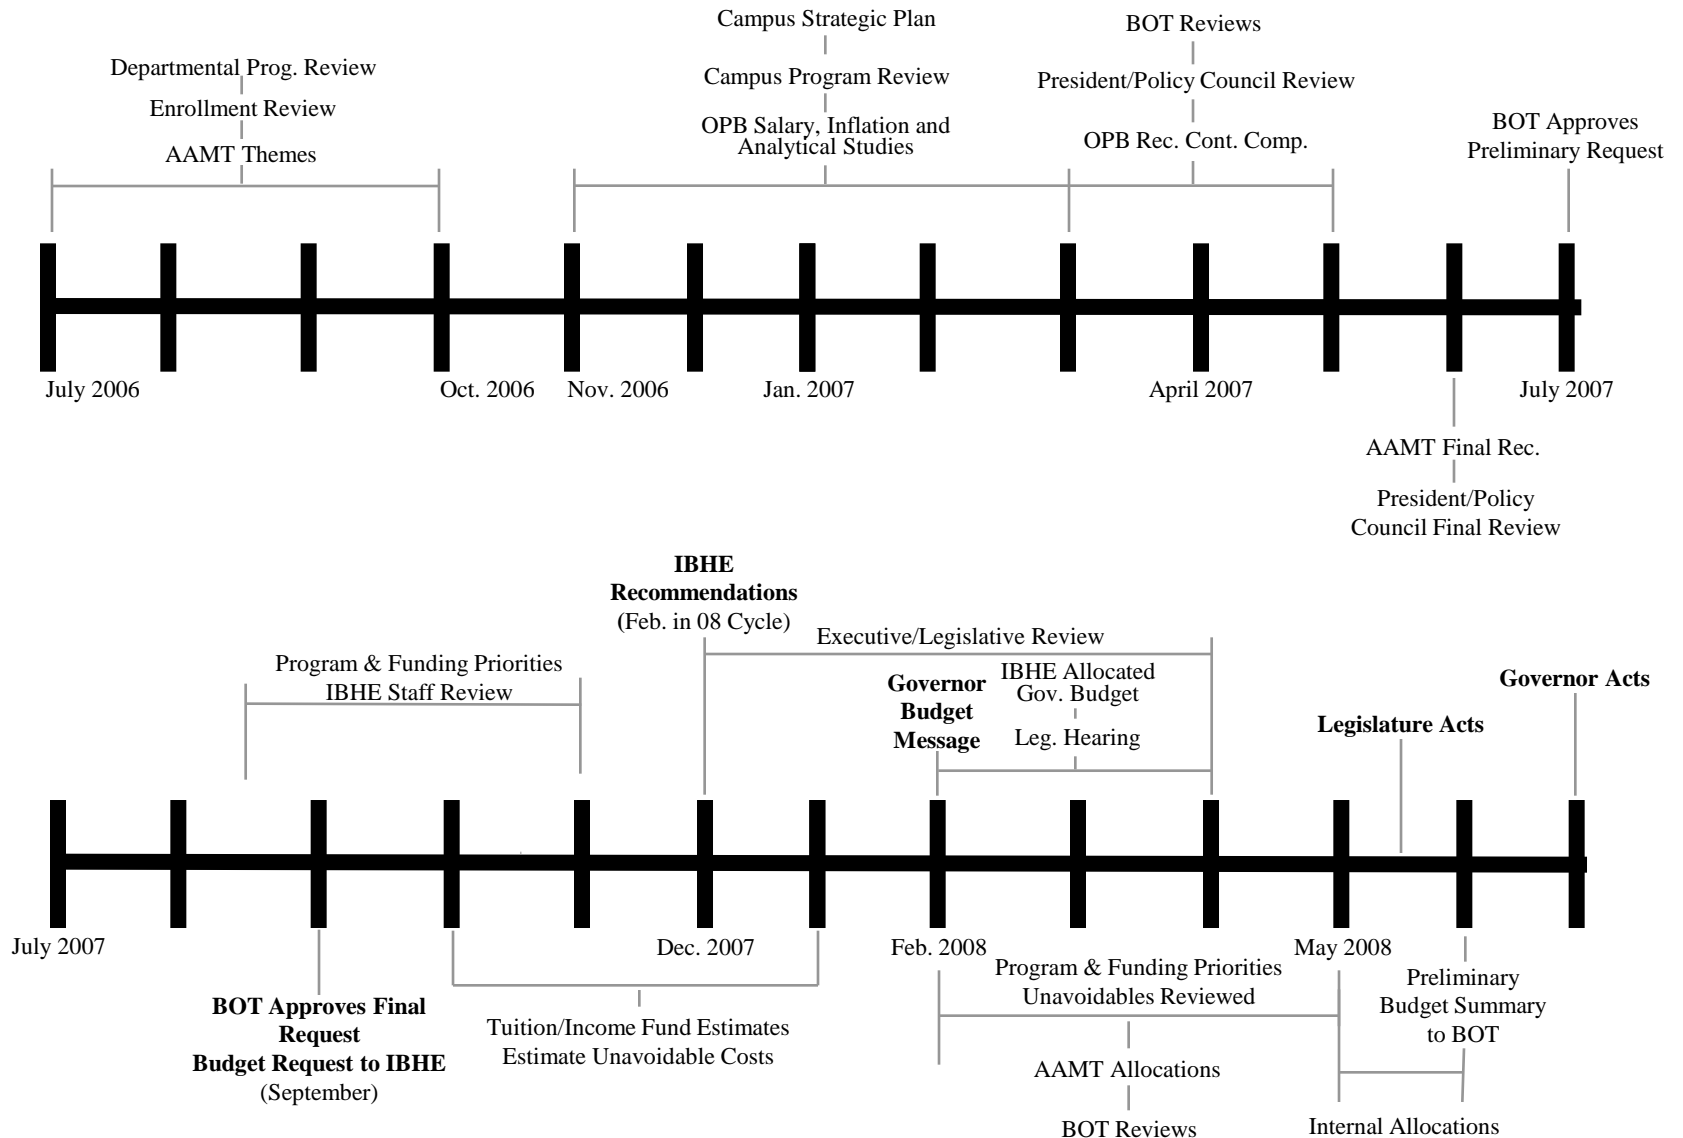 Campus Strategic Plan
BOT Reviews
Departmental Prog. Review
Campus Program Review
President/Policy Council Review
Enrollment Review
OPB Salary, Inflation and
Analytical Studies
OPB Rec. Cont. Comp.
BOT Approves
Preliminary Request
AAMT Themes
July 2006
Oct. 2006
Nov. 2006
Jan. 2007
April 2007
July 2007
AAMT Final Rec.
President/Policy
Council Final Review
IBHE
Recommendations
(Feb. in 08 Cycle)
Executive/Legislative Review
Program & Funding Priorities
IBHE Staff Review
Governor
Budget
Message
IBHE Allocated
Gov. Budget
Leg. Hearing
Legislature Acts
Governor Acts
July 2007
Dec. 2007
Feb. 2008
May 2008
BOT Approves Final
Request
Budget Request to IBHE
(September)
Tuition/Income Fund Estimates
Estimate Unavoidable Costs
Program & Funding Priorities
Unavoidables Reviewed
AAMT Allocations
BOT Reviews
Preliminary
Budget Summary
to BOT
Internal Allocations